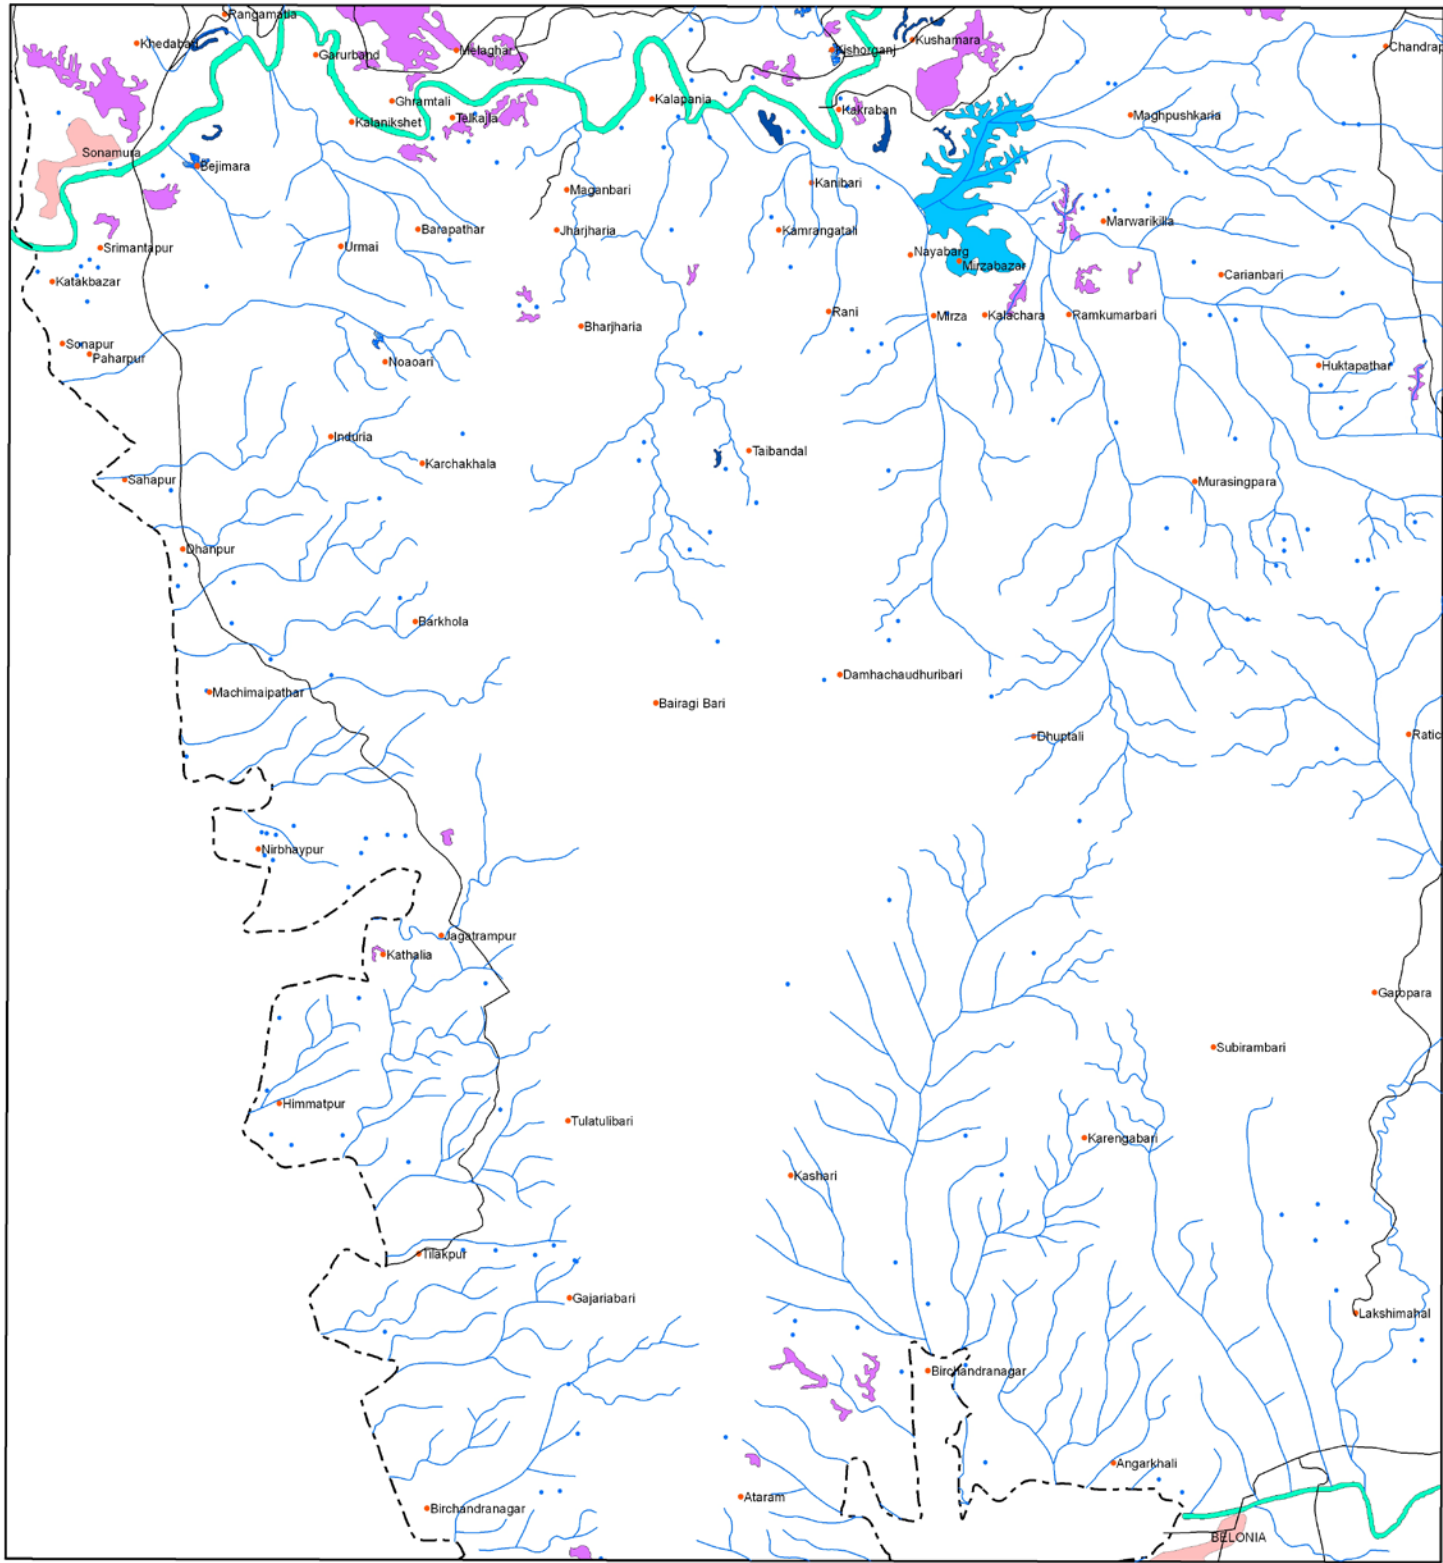 Rangamatia
Khedabari
Garurband
Melaghar
Kishorganj
Kushamara
Chandrap
Ghramtali
Kalapania
Kakraban
Maghpushkaria
Kalanikshet
Telkajla
Sonamura
Bejimara
Maganbari
Kanibari
Marwarikilla
Srimantapur
Urmai
Barapathar
Jharjharia
Kamrangatali
Nayabarg
Mirzabazar
Carianbari
Katakbazar
Rani
Mirza
Kalachara
Ramkumarbari
Bharjharia
Sonapur
Paharpur
Noaoari
Huktapathar
Induria
Karchakhala
Taibandal
Sahapur
Murasingpara
Dhanpur
Barkhola
Damhachaudhuribari
Machimaipathar
Bairagi Bari
Dhuptali
Ratic
Nirbhaypur
Jagatrampur
Kathalia
Garopara
Subirambari
Himmatpur
Tulatulibari
Karengabari
Kashari
Tilakpur
Gajariabari
Lakshimahal
Birchandranagar
Angarkhali
Ataram
Birchandranagar
BELONIA